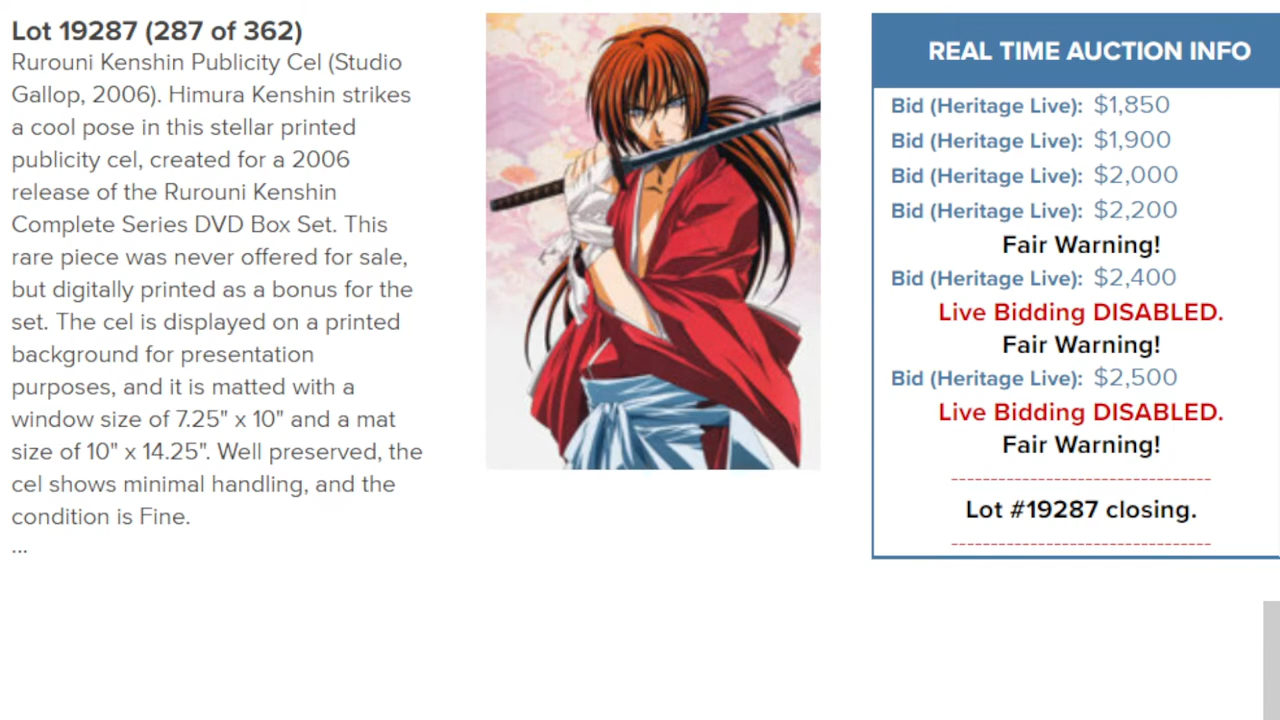 Lot 19287 (287 of 362)
Rurouni Kenshin Publicity Cel (Studio
Gallop, 2006). Himura Kenshin strikes
a cool pose in this stellar printed
publicity cel, created for a 2006
release of the Rurouni Kenshin
Complete Series DVD Box Set. This
rare piece was never offered for sale,
but digitally printed as a bonus for the
set. The cel is displayed on a printed
background for presentation
purposes, and it is matted with a
window size of 7.25" x 10" and a mat
size of 10" x 14.25". Well preserved, the
cel shows minimal handling, and the
condition is Fine.
...
REAL TIME AUCTION INFO
Bid (Heritage Live): $1,850
Bid (Heritage Live): $1,900
Bid (Heritage Live): $2,000
Bid (Heritage Live): $2,200
Fair Warning!
Bid (Heritage Live): $2,400
Live Bidding DISABLED.
Fair Warning!
Bid (Heritage Live): $2,500
Live Bidding DISABLED.
Fair Warning!
--------------------------------
Lot #19287 closing.
--------------------------------